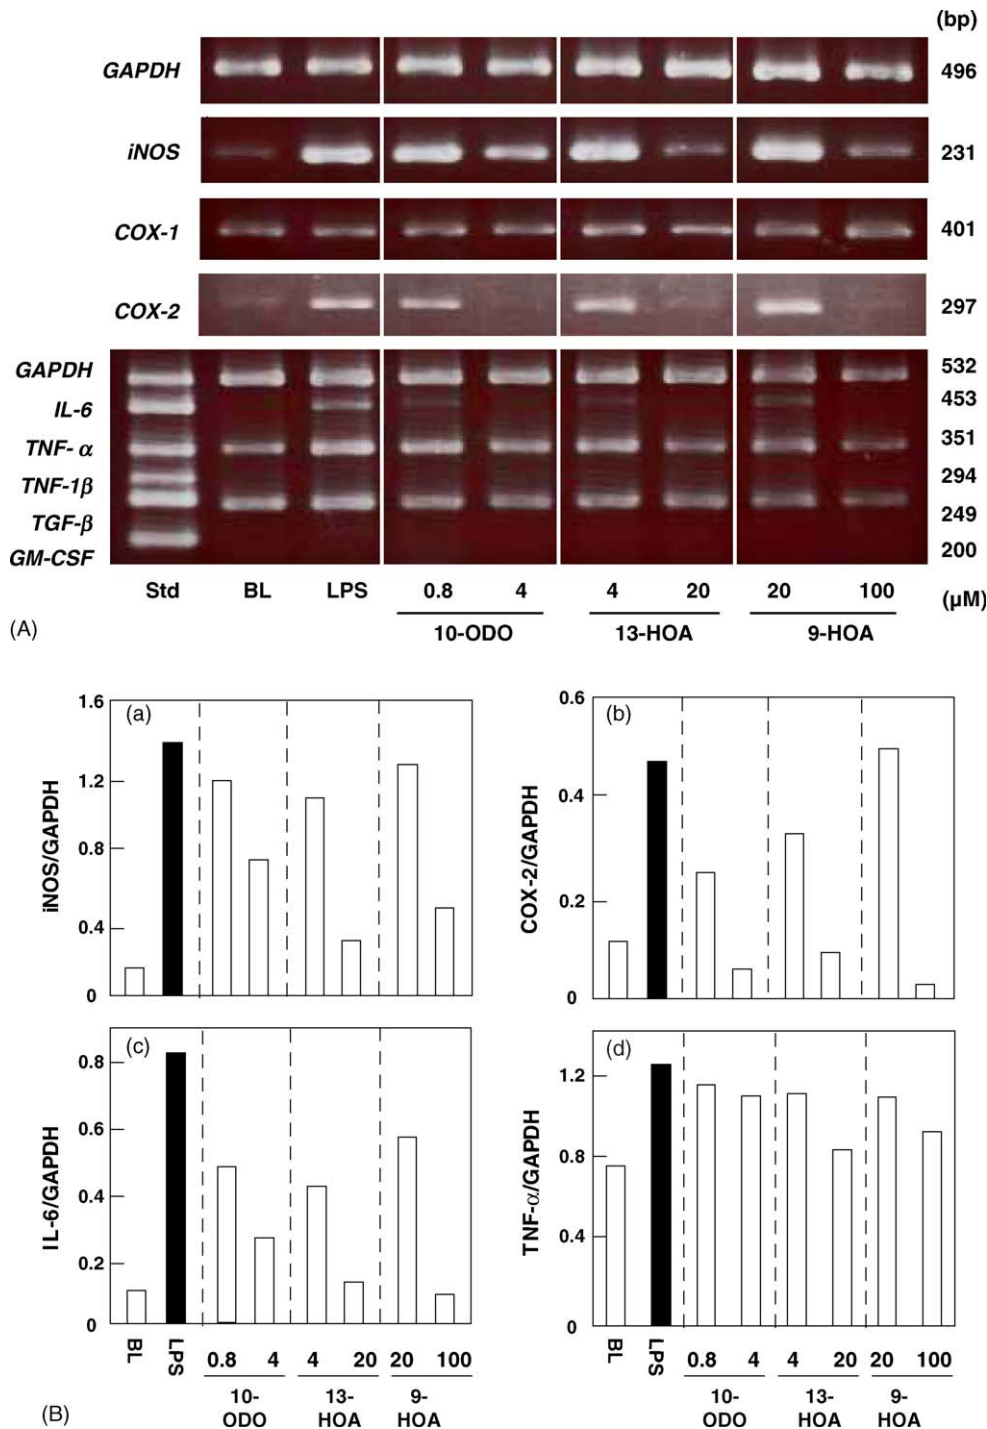 (bp)
GAPDH 496
iNOS 231
COX-1 401
COX-2 297
GAPDH 532
IL-6 453
TNF- α 351
TNF-1β 294
TGF-β 249
GM-CSF 200
Std BL LPS 0.8 4 4 20 20 100 (μM)
10-ODO 13-HOA 9-HOA
(A)
(a)
iNOS/GAPDH
1.6
1.2
0.8
0.4
0
(b)
COX-2/GAPDH
0.6
0.4
0.2
0
(c)
IL-6/GAPDH
0.8
0.6
0.4
0.2
0
BL LPS 0.8 4 4 20 20 100
10-ODO 13-HOA 9-HOA
(d)
TNF-α/GAPDH
1.2
0.8
0.4
0
BL LPS 0.8 4 4 20 20 100
10-ODO 13-HOA 9-HOA
(B)